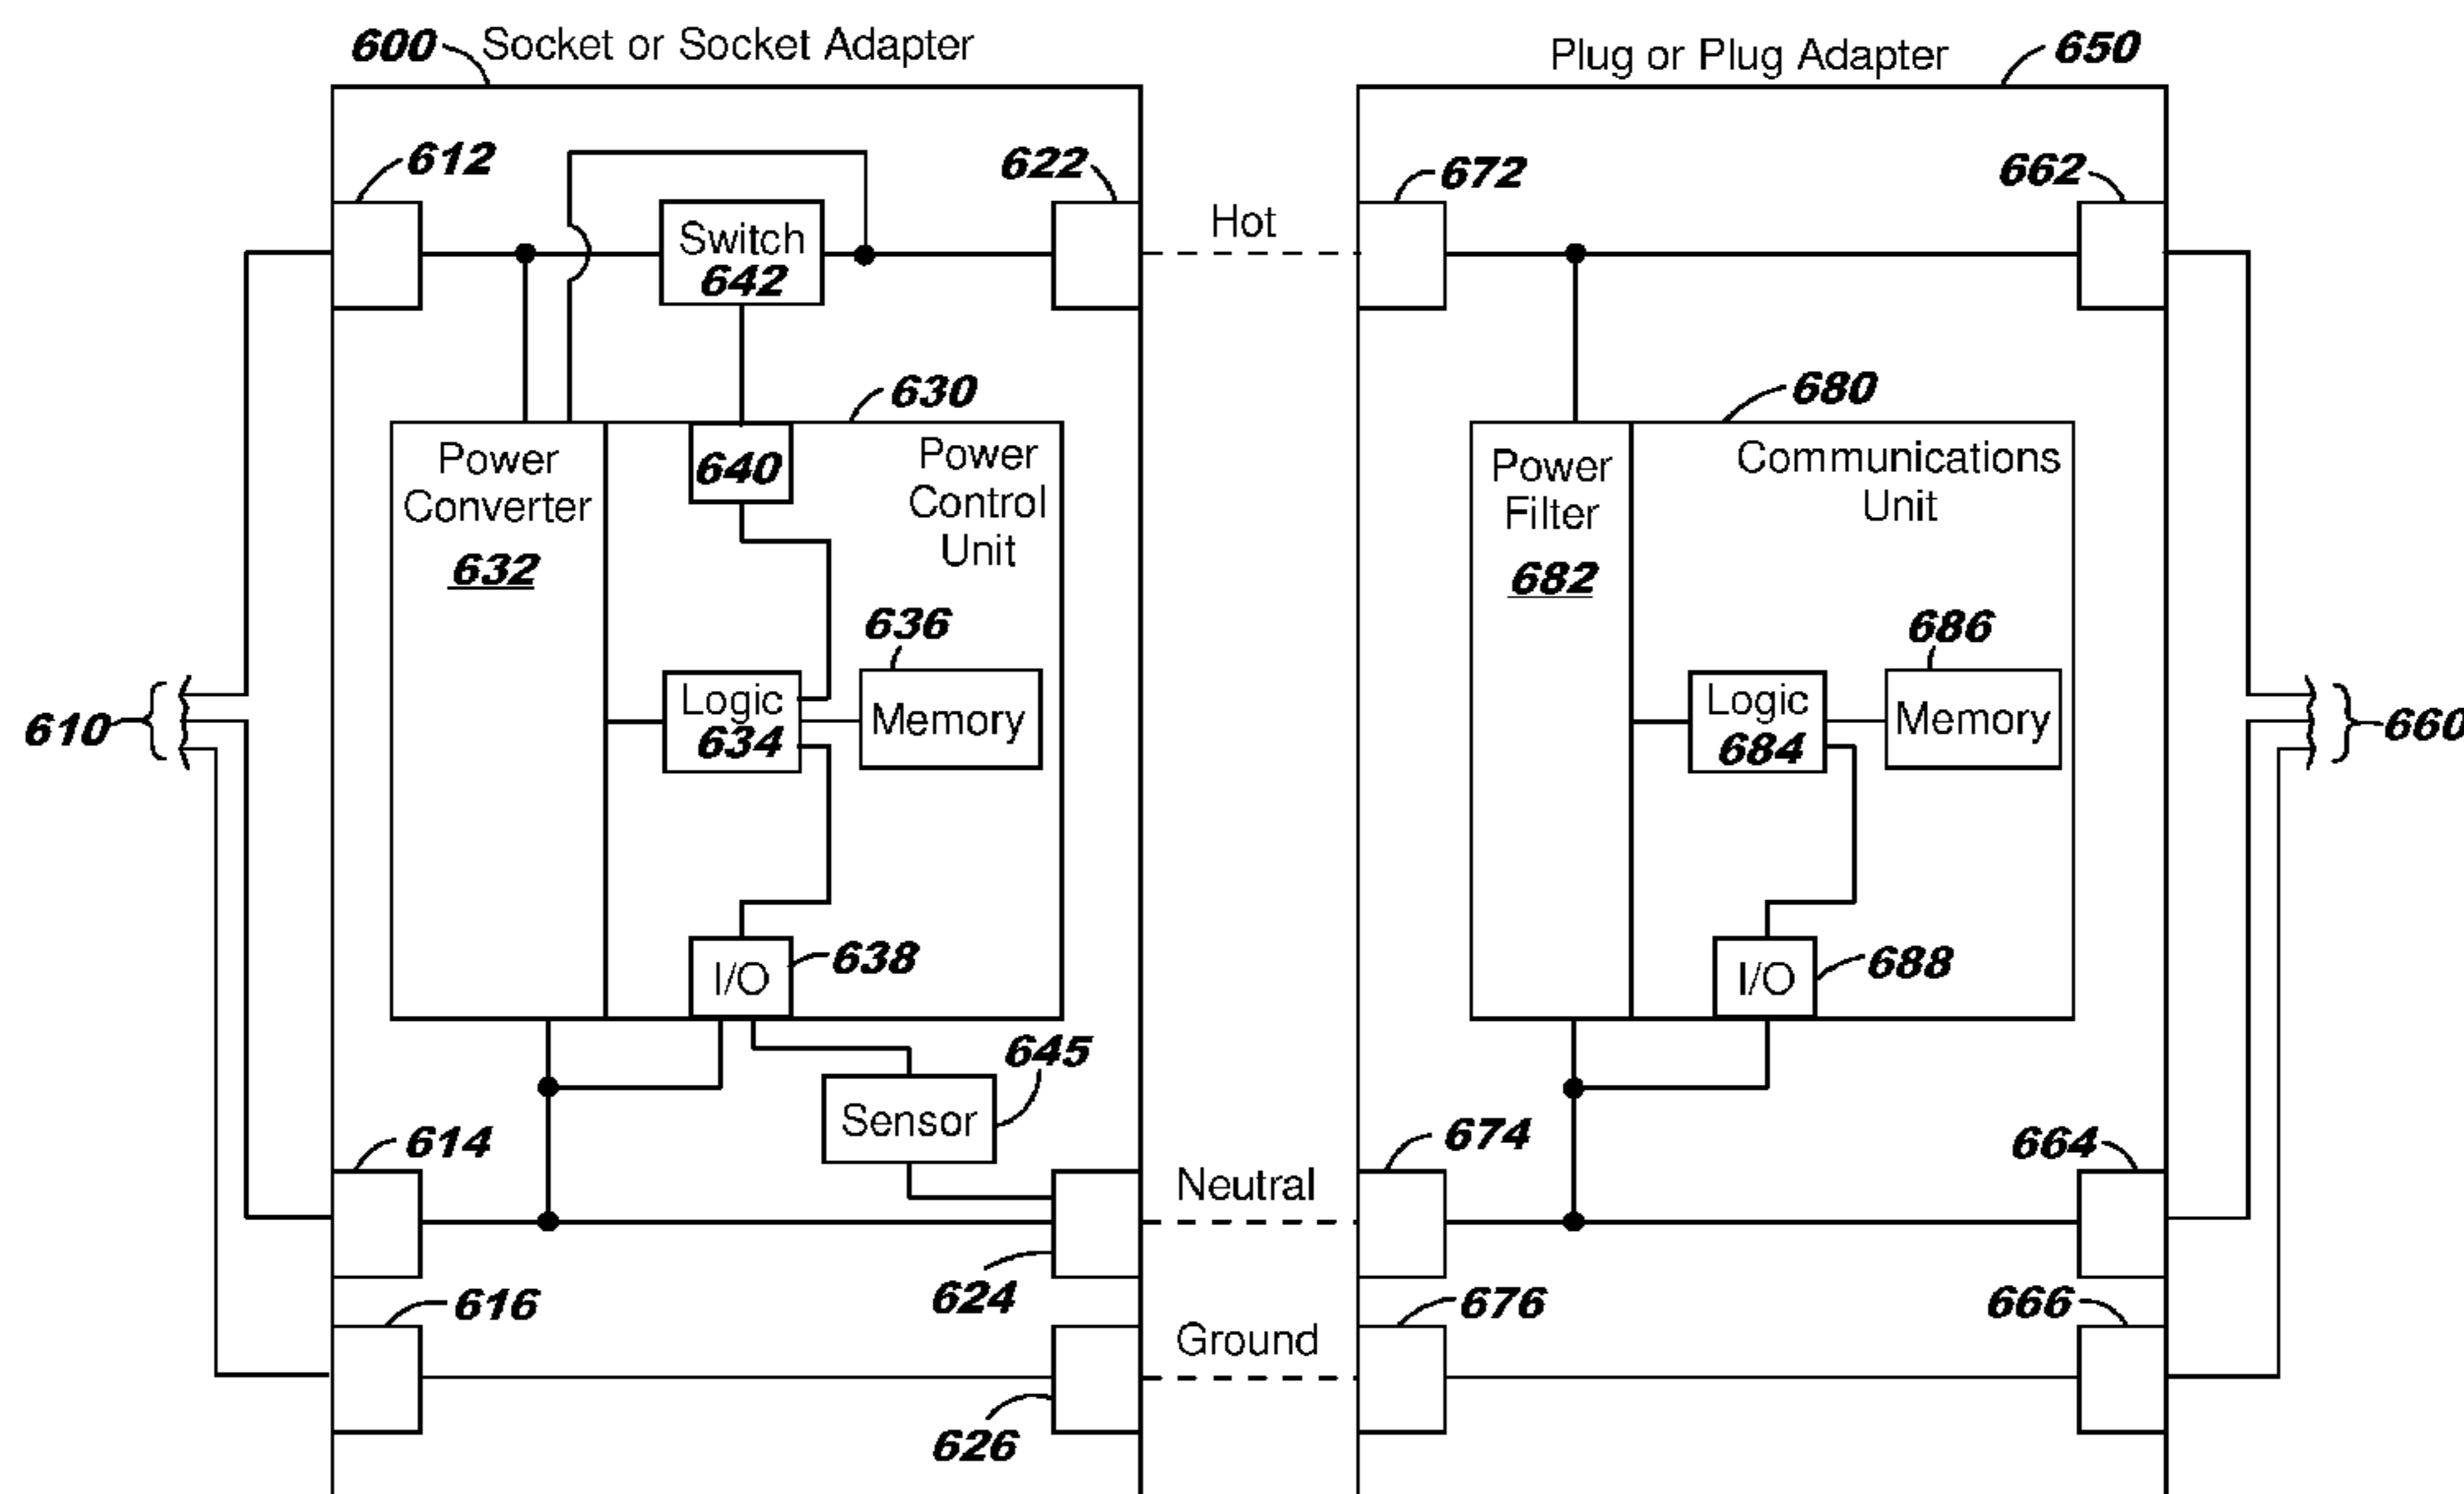 600 Socket or Socket Adapter
Plug or Plug Adapter 650
612
622
Hot
672
662
Switch
642
630
680
Power
Converter
632
640
Power
Control
Unit
Power
Filter
682
Communications
Unit
636
686
Logic
634
Memory
Logic
684
Memory
610
660
I/O
638
I/O
688
645
Sensor
614
Neutral
674
664
624
616
Ground
676
666
626